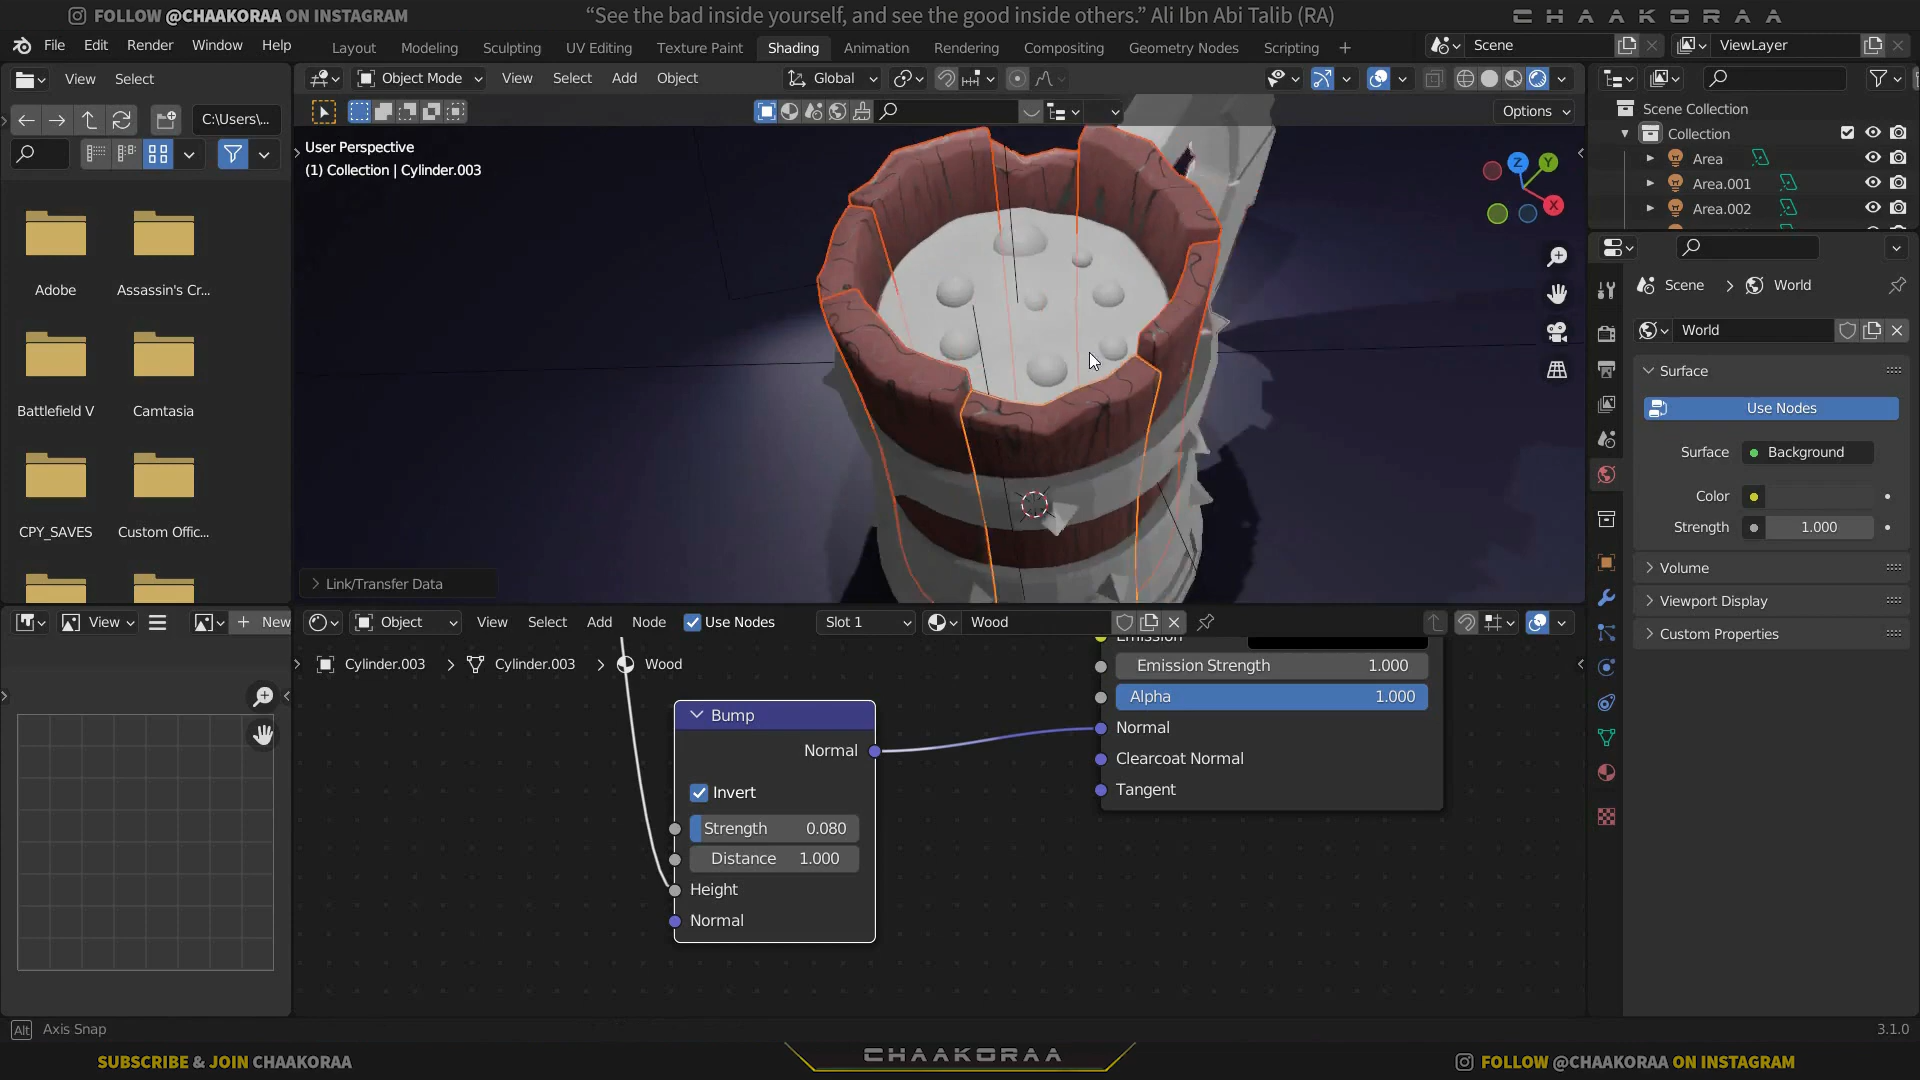 FOLLOW @CHAAKORAA ON INSTAGRAM
“See the bad inside yourself, and see the good inside others.” Ali Ibn Abi Talib (RA)
CHAAKORAA
File Edit Render Window Help
Layout Modeling Sculpting UV Editing Texture Paint Shading Animation Rendering Compositing Geometry Nodes Scripting +
Scene
ViewLayer
View Select
Object Mode View Select Add Object
Global
C:\Users\...
Options
User Perspective
(1) Collection | Cylinder.003
Z Y X
Scene Collection
Collection
Area
Area.001
Area.002
Adobe
Assassin's Cr...
Battlefield V
Camtasia
CPY_SAVES
Custom Offic...
Scene > World
World
Surface
Use Nodes
Surface Background
Color
Strength 1.000
Volume
Viewport Display
Custom Properties
Link/Transfer Data
View
+ New
Object View Select Add Node Use Nodes Slot 1 Wood
Cylinder.003 > Cylinder.003 > Wood
Emission
Emission Strength 1.000
Alpha 1.000
Normal
Clearcoat Normal
Tangent
Bump
Normal
Invert
Strength 0.080
Distance 1.000
Height
Normal
Alt Axis Snap
3.1.0
SUBSCRIBE & JOIN CHAAKORAA
CHAAKORAA
FOLLOW @CHAAKORAA ON INSTAGRAM